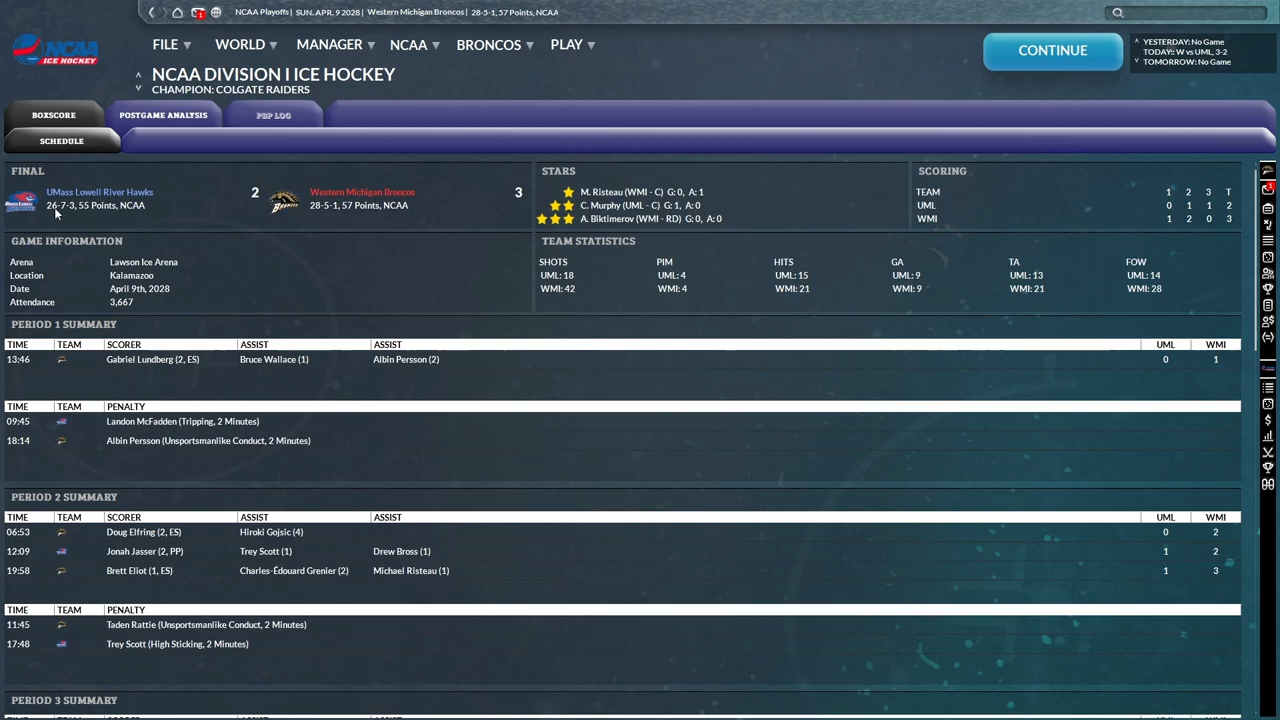 NCAA Playoffs | SUN. APR. 9 2028 | Western Michigan Broncos | 28-5-1, 57 Points, NCAA
1
NCAA
ICE HOCKEY
FILE WORLD MANAGER NCAA BRONCOS PLAY
CONTINUE
YESTERDAY: No Game
TODAY: W vs UML, 3-2
TOMORROW: No Game
NCAA DIVISION I ICE HOCKEY
CHAMPION: COLGATE RAIDERS
BOXSCORE POSTGAME ANALYSIS PBP LOG
SCHEDULE
FINAL STARS SCORING
UMass Lowell River Hawks 2 Western Michigan Broncos 3
26-7-3, 55 Points, NCAA 28-5-1, 57 Points, NCAA
M. Risteau (WMI - C) G: 0, A: 1
C. Murphy (UML - C) G: 1, A: 0
A. Biktimerov (WMI - RD) G: 0, A: 0
TEAM 1 2 3 T
UML 0 1 1 2
WMI 1 2 0 3
GAME INFORMATION
Arena Lawson Ice Arena
Location Kalamazoo
Date April 9th, 2028
Attendance 3,667
TEAM STATISTICS
SHOTS PIM HITS GA TA FOW
UML: 18 UML: 4 UML: 15 UML: 9 UML: 13 UML: 14
WMI: 42 WMI: 4 WMI: 21 WMI: 9 WMI: 21 WMI: 28
PERIOD 1 SUMMARY
TIME TEAM SCORER ASSIST ASSIST UML WMI
13:46 Gabriel Lundberg (2, ES) Bruce Wallace (1) Albin Persson (2) 0 1
TIME TEAM PENALTY
09:45 Landon McFadden (Tripping, 2 Minutes)
18:14 Albin Persson (Unsportsmanlike Conduct, 2 Minutes)
PERIOD 2 SUMMARY
TIME TEAM SCORER ASSIST ASSIST UML WMI
06:53 Doug Elfring (2, ES) Hiroki Gojsic (4) 0 2
12:09 Jonah Jasser (2, PP) Trey Scott (1) Drew Bross (1) 1 2
19:58 Brett Eliot (1, ES) Charles-Édouard Grenier (2) Michael Risteau (1) 1 3
TIME TEAM PENALTY
11:45 Taden Rattie (Unsportsmanlike Conduct, 2 Minutes)
17:48 Trey Scott (High Sticking, 2 Minutes)
PERIOD 3 SUMMARY